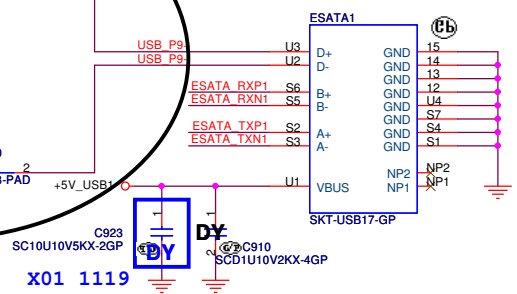 ESATA1
USB_P9- U3 D+ GND 15
USB_P9- U2 D- GND 14
GND 13
ESATA_RXP1 S6 B+ GND 12
ESATA_RXN1 S5 B- GND U4
GND S7
ESATA_TXP1 S2 A+ GND S4
ESATA_TXN1 S3 A- GND S1
2
-PAD
NP2 NP2
NP1 NP1
+5V_USB1 U1 VBUS
SKT-USB17-GP
1 1
C923 DY
SC10U10V5KX-2GP DY 2 C910
SCD1U10V2KX-4GP
X01 1119